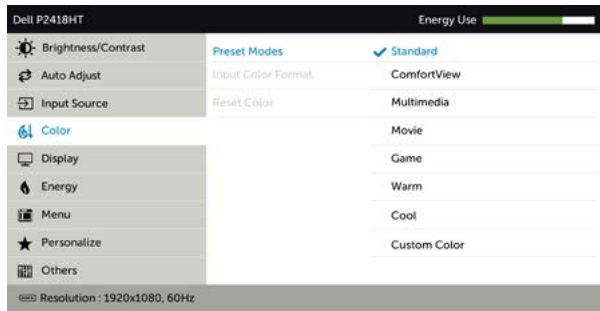 Dell P2418HT
Energy Use
Brightness/Contrast
Auto Adjust
Input Source
Color
Display
Energy
Menu
Personalize
Others
Preset Modes
Input Color Format
Reset Color
Standard
ComfortView
Multimedia
Movie
Game
Warm
Cool
Custom Color
Resolution : 1920x1080, 60Hz